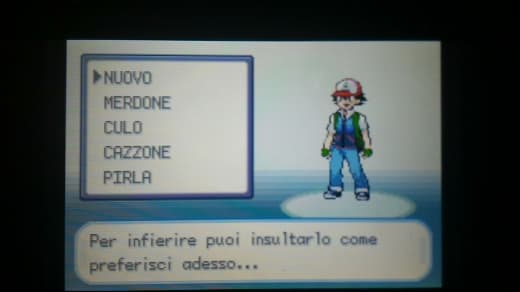 NUOVO
MERDONE
CULO
CAZZONE
PIRLA
Per infierire puoi insultarlo come
preferisci adesso...